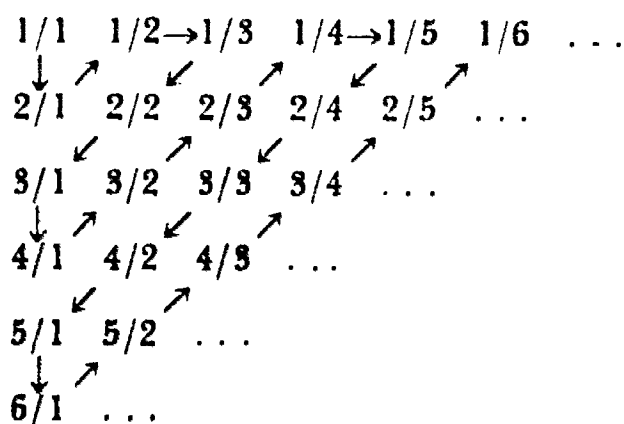 1/1 1/2→1/3 1/4→1/5 1/6 ...
2/1 2/2 2/3 2/4 2/5 ...
3/1 3/2 3/3 3/4 ...
4/1 4/2 4/3 ...
5/1 5/2 ...
6/1 ...